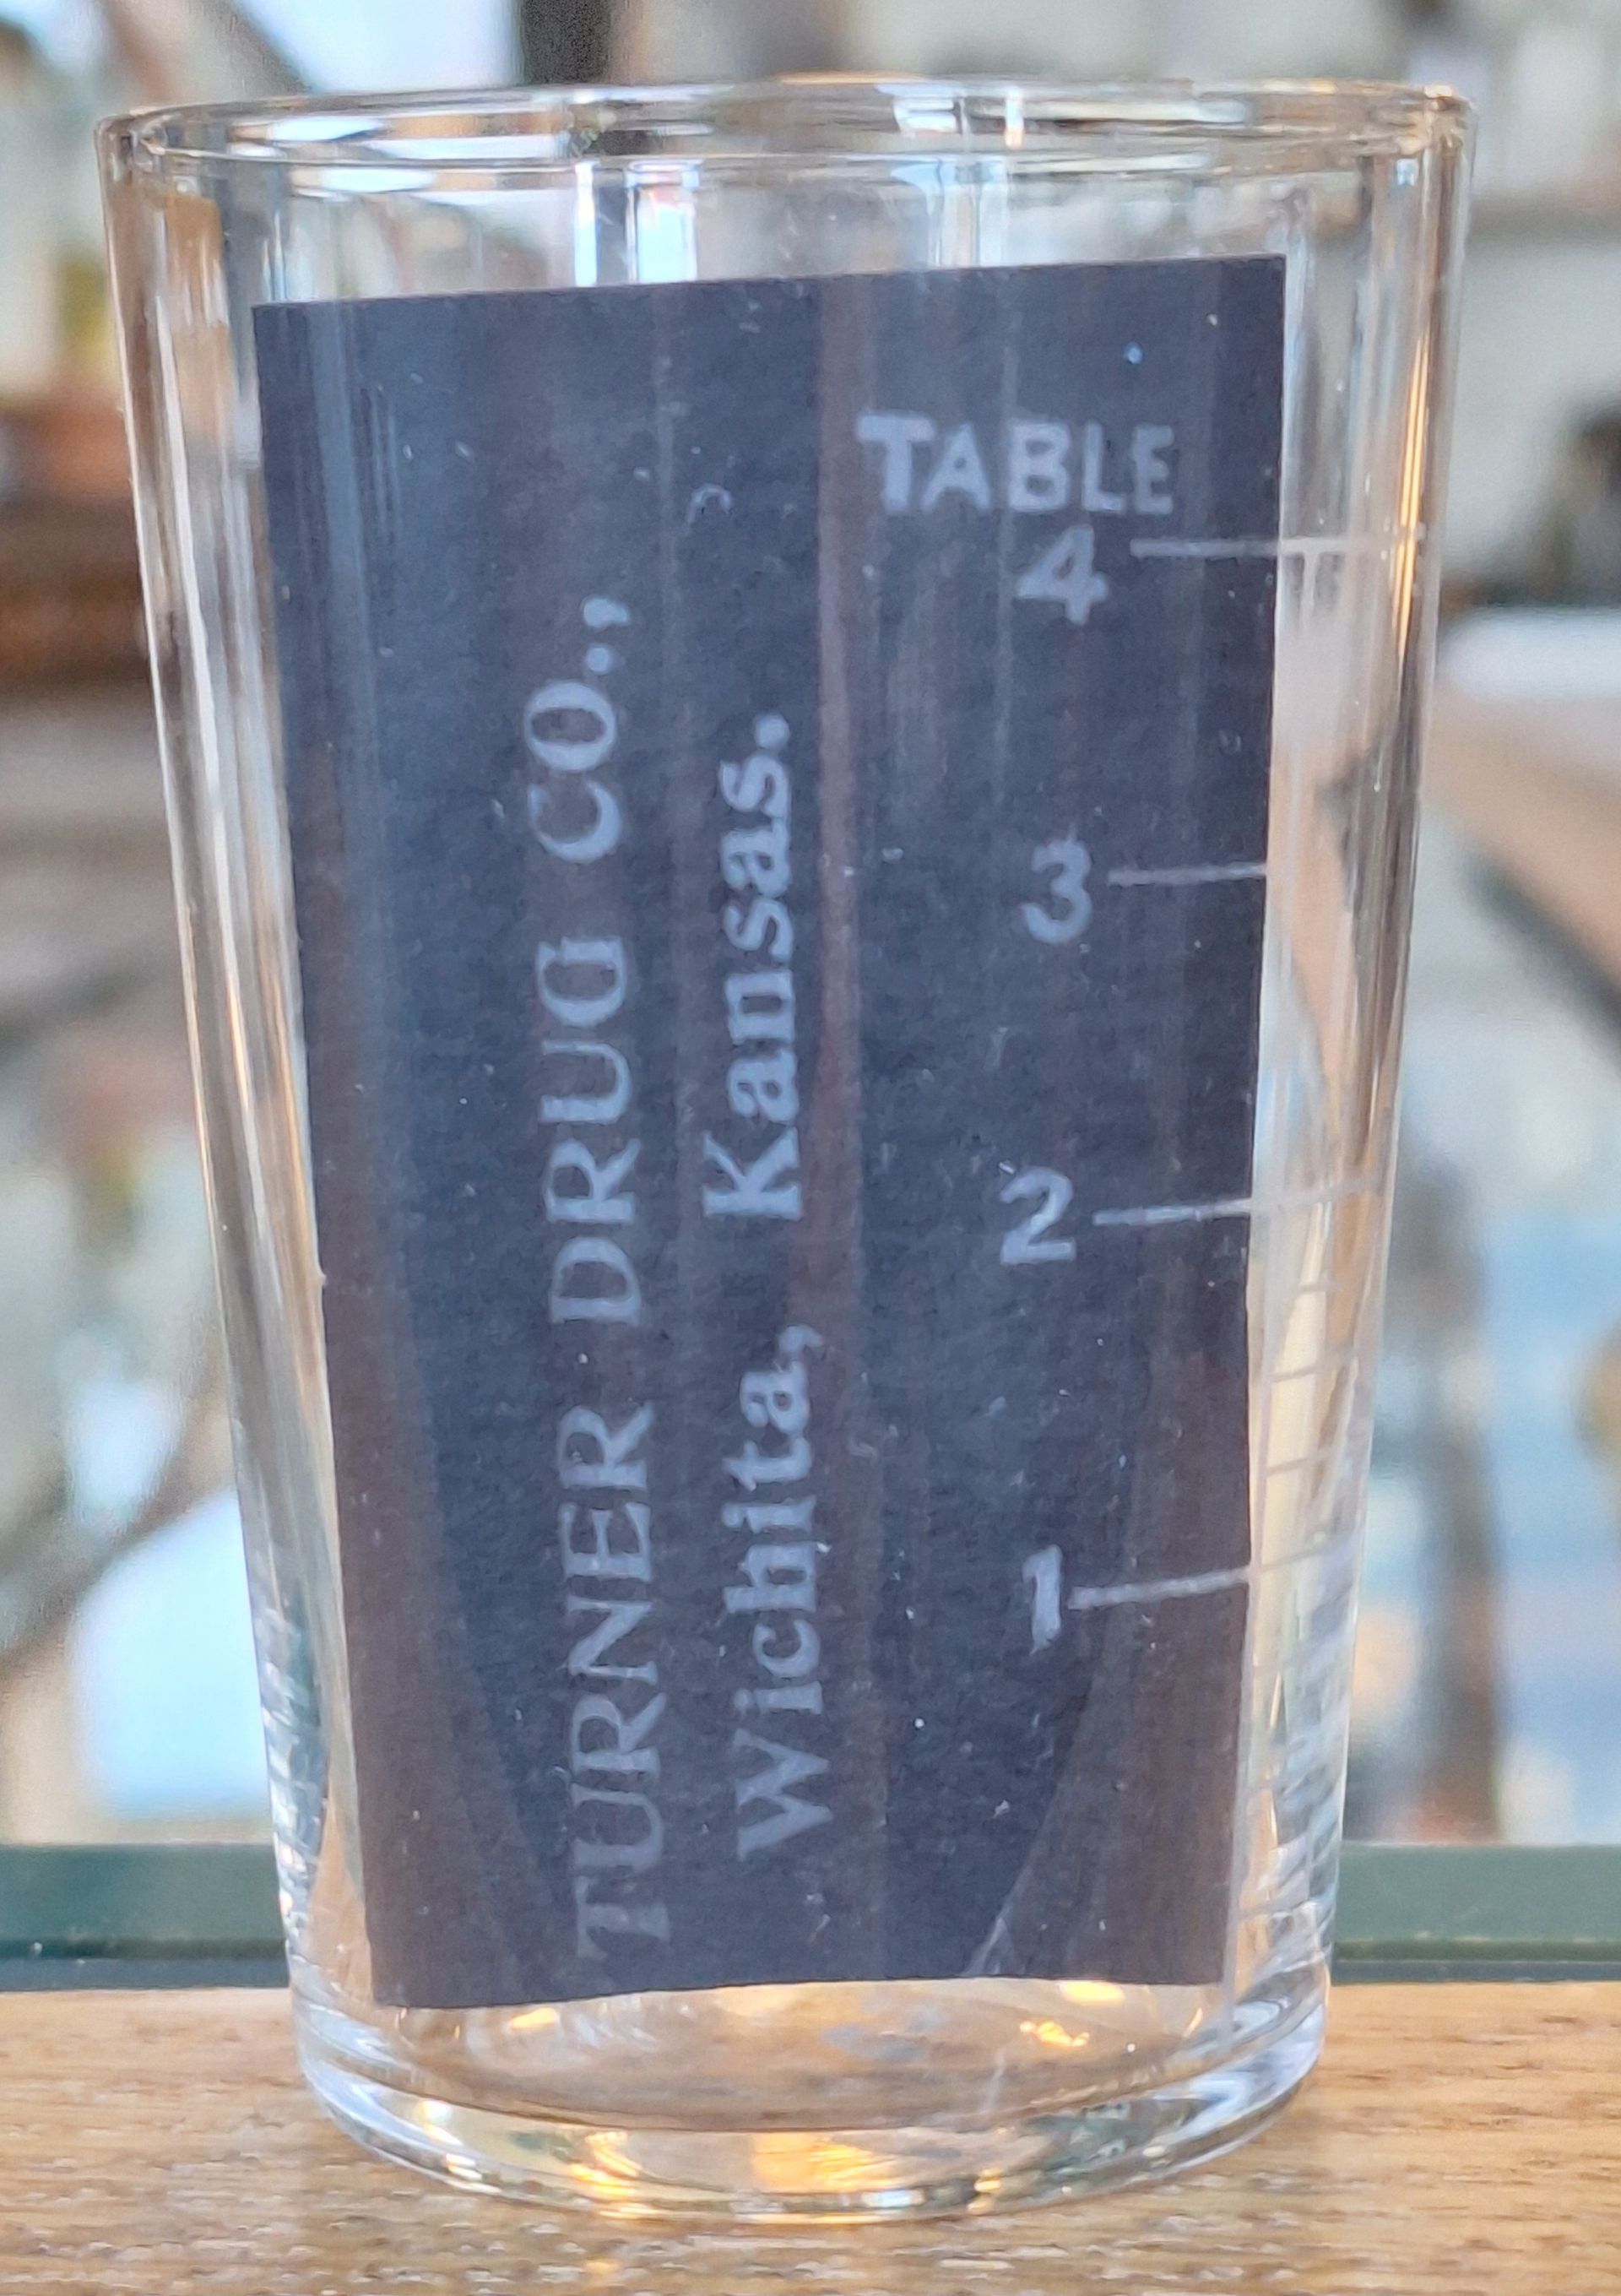 TURNER DRUG CO.,
Wichita, Kansas.
TABLE
4
3
2
1